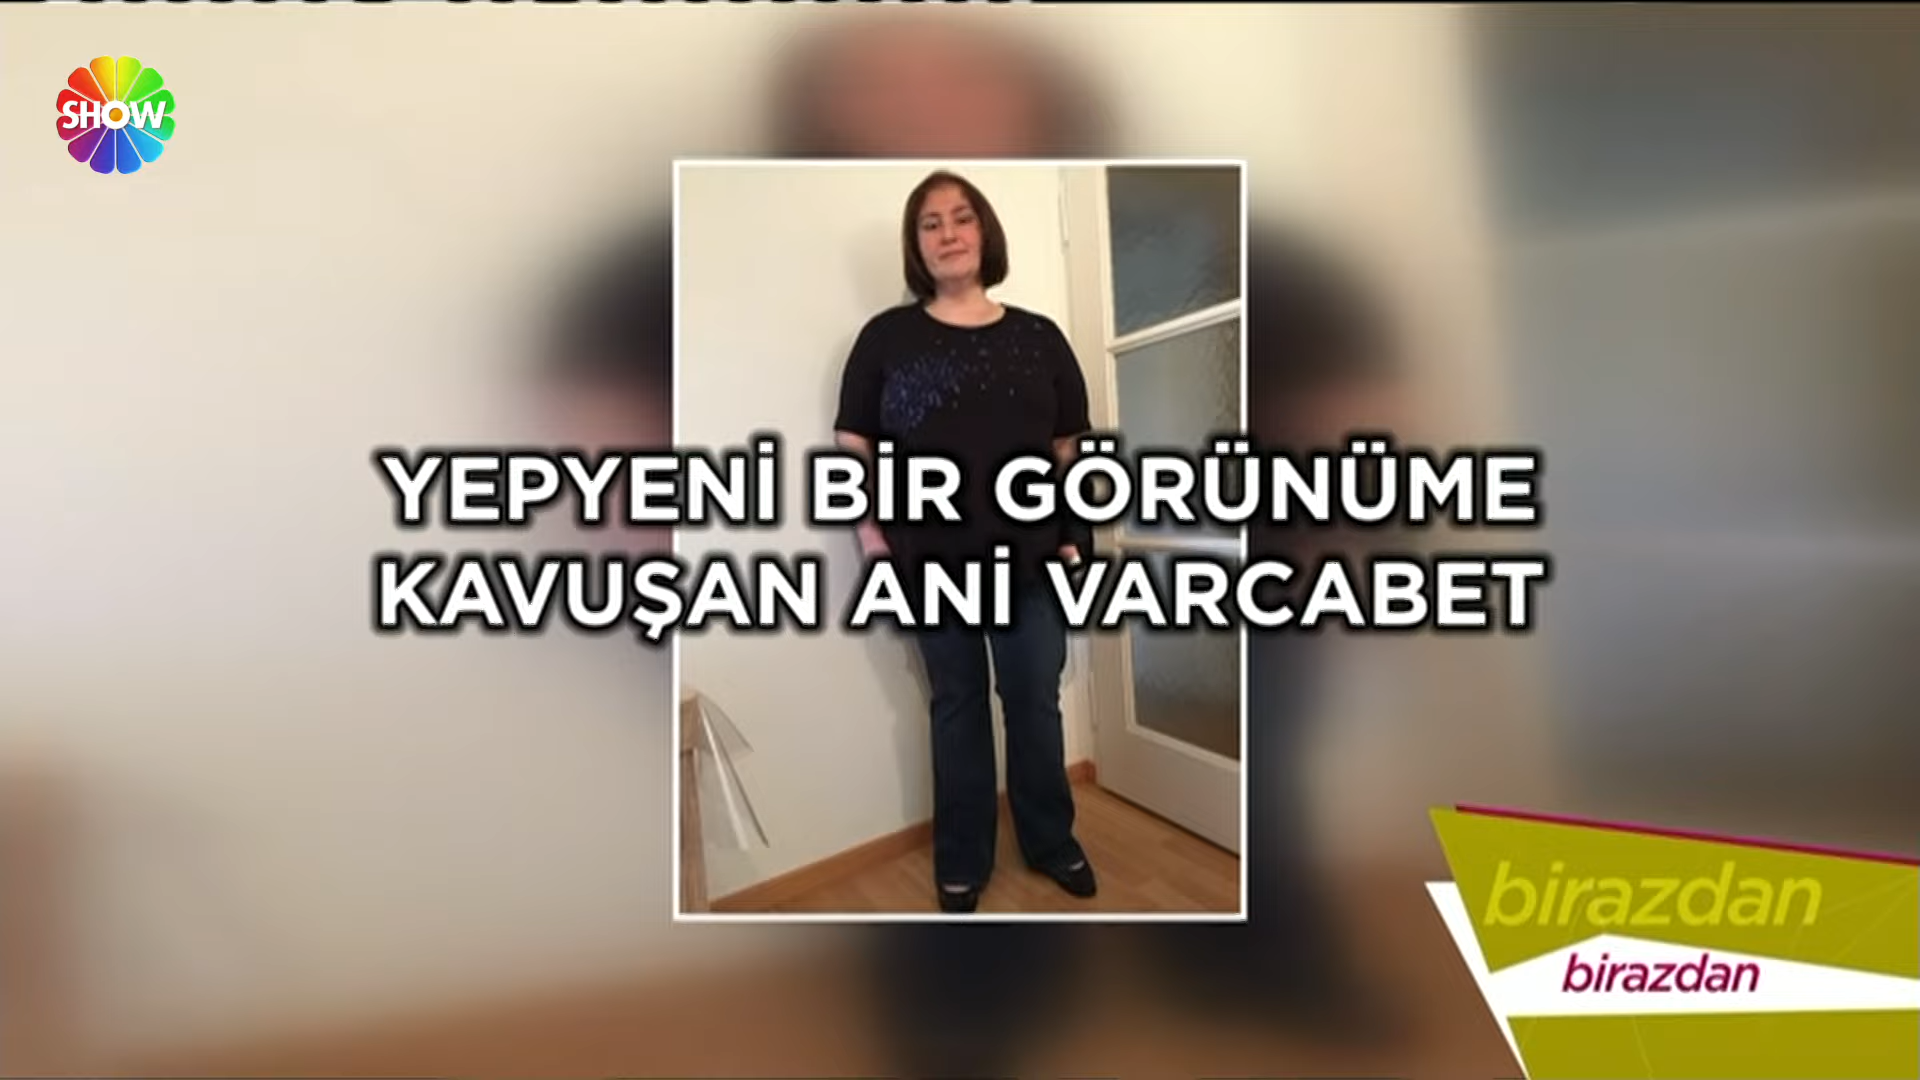 SHOW
YEPYENİ BİR GÖRÜNÜME
KAVUŞAN ANİ VARCABET
birazdan
birazdan